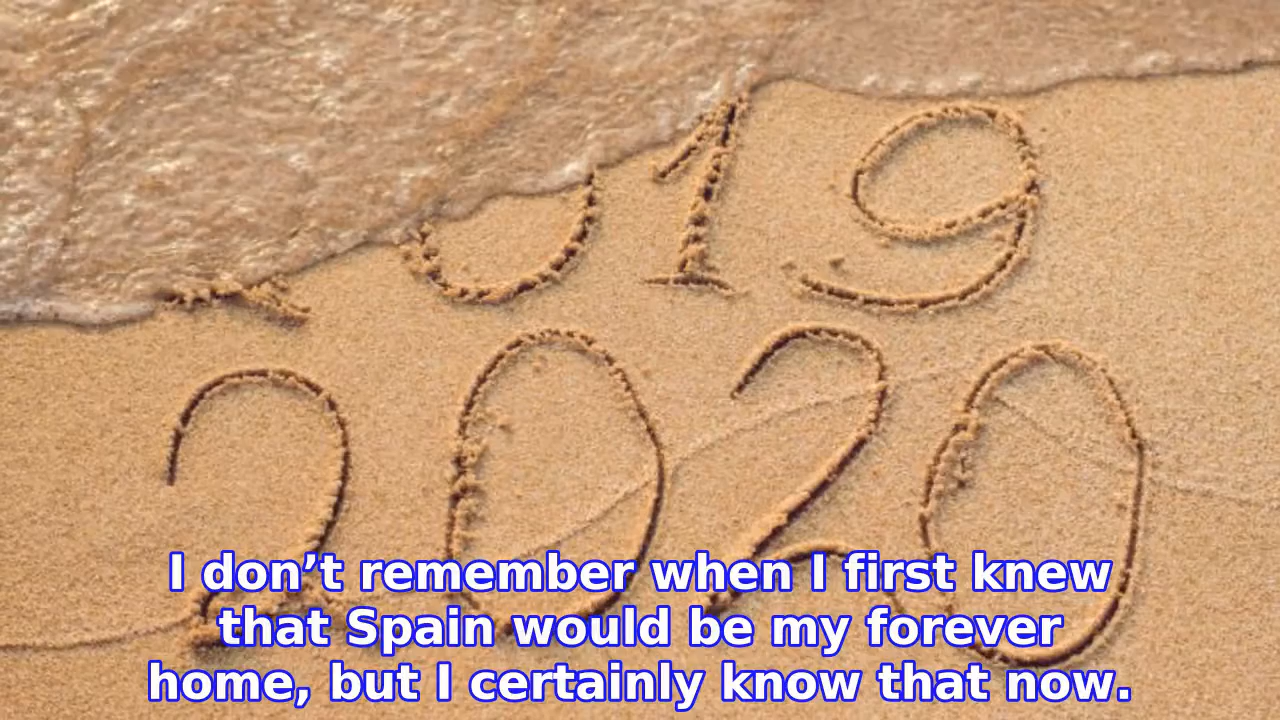 19
2020
I don’t remember when I first knew
that Spain would be my forever
home, but I certainly know that now.